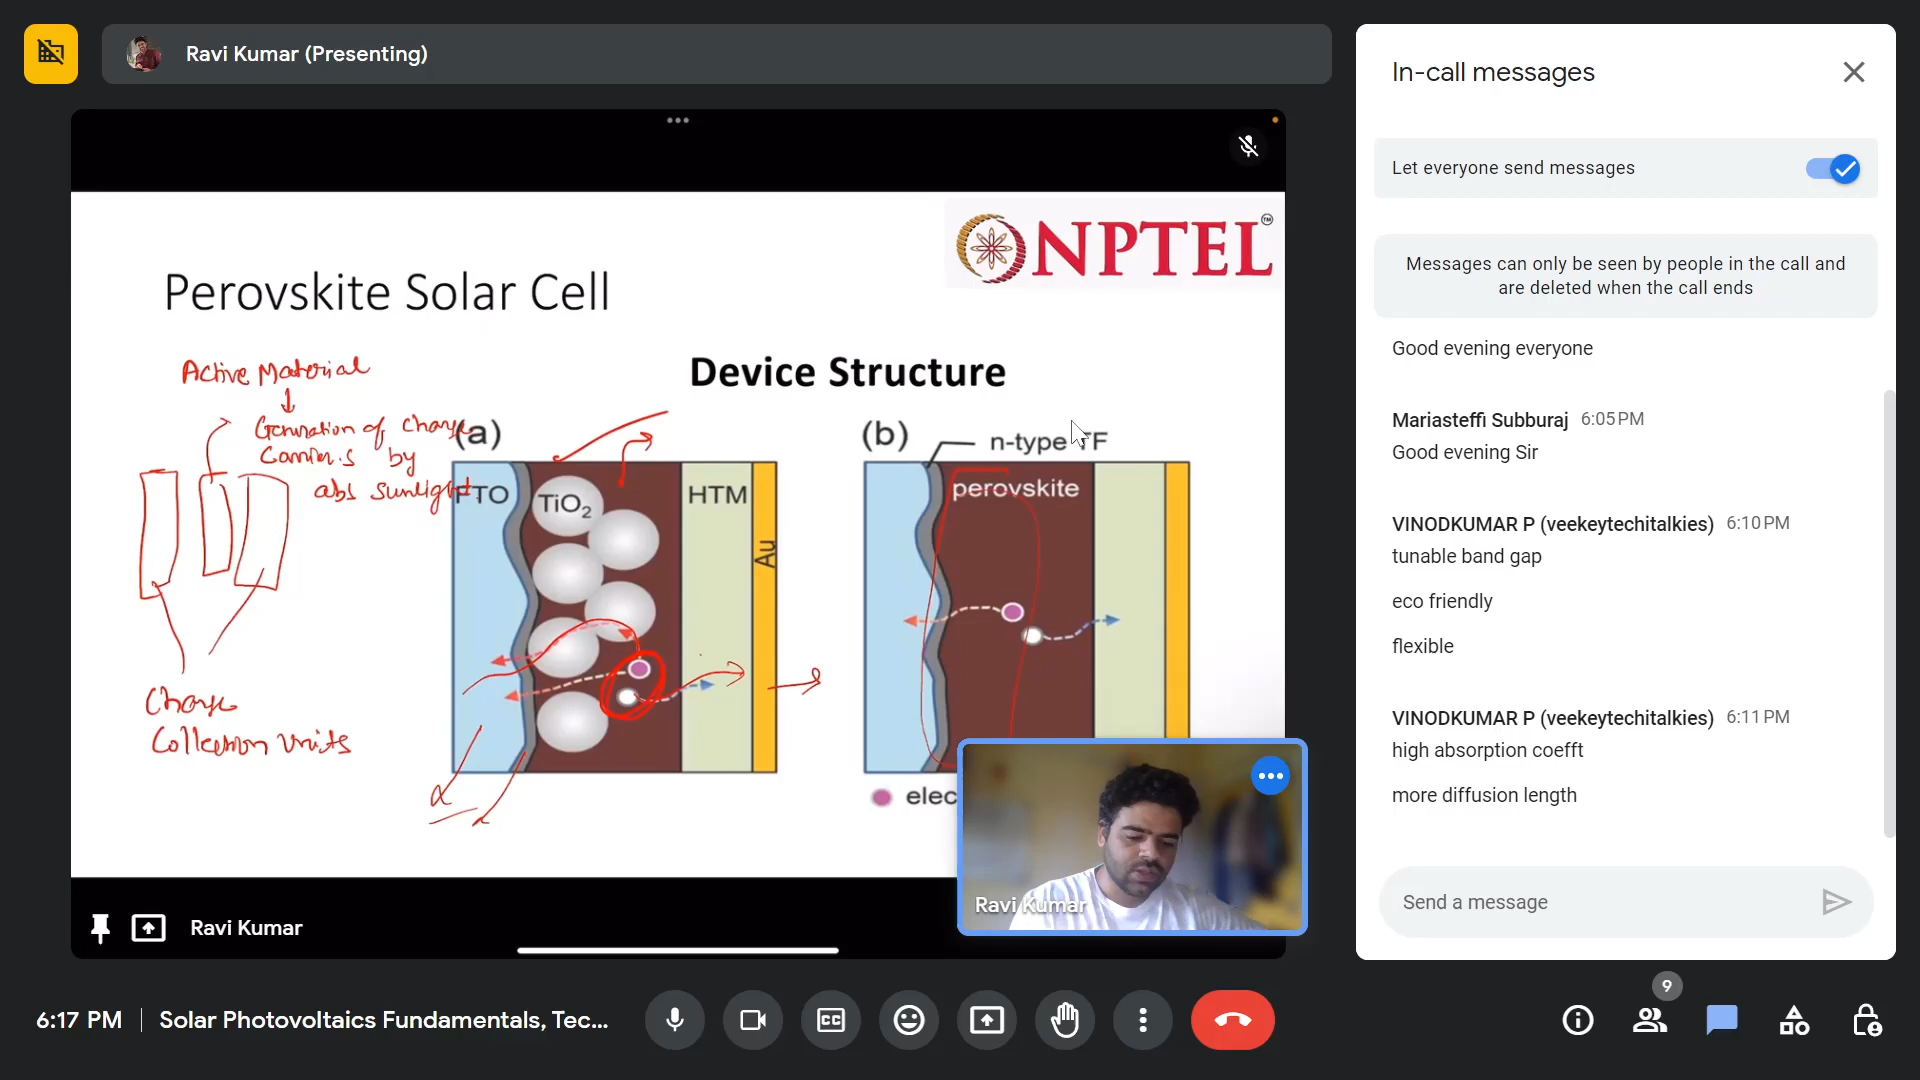 Ravi Kumar (Presenting)
NPTEL
TM
Perovskite Solar Cell
Active Material
Generation of Charge
Carriers by
abs sunlight
Charge
Collection Units
Device Structure
(a)
FTO
TiO2
HTM
Au
α
(b)
n-type TF
perovskite
elec
Ravi Kumar
Ravi Kumar
6:17 PM
Solar Photovoltaics Fundamentals, Tec...
CC
In-call messages
Let everyone send messages
Messages can only be seen by people in the call and
are deleted when the call ends
Good evening everyone
Mariasteffi Subburaj 6:05 PM
Good evening Sir
VINODKUMAR P (veekeytechitalkies) 6:10 PM
tunable band gap
eco friendly
flexible
VINODKUMAR P (veekeytechitalkies) 6:11 PM
high absorption coefft
more diffusion length
Send a message
9